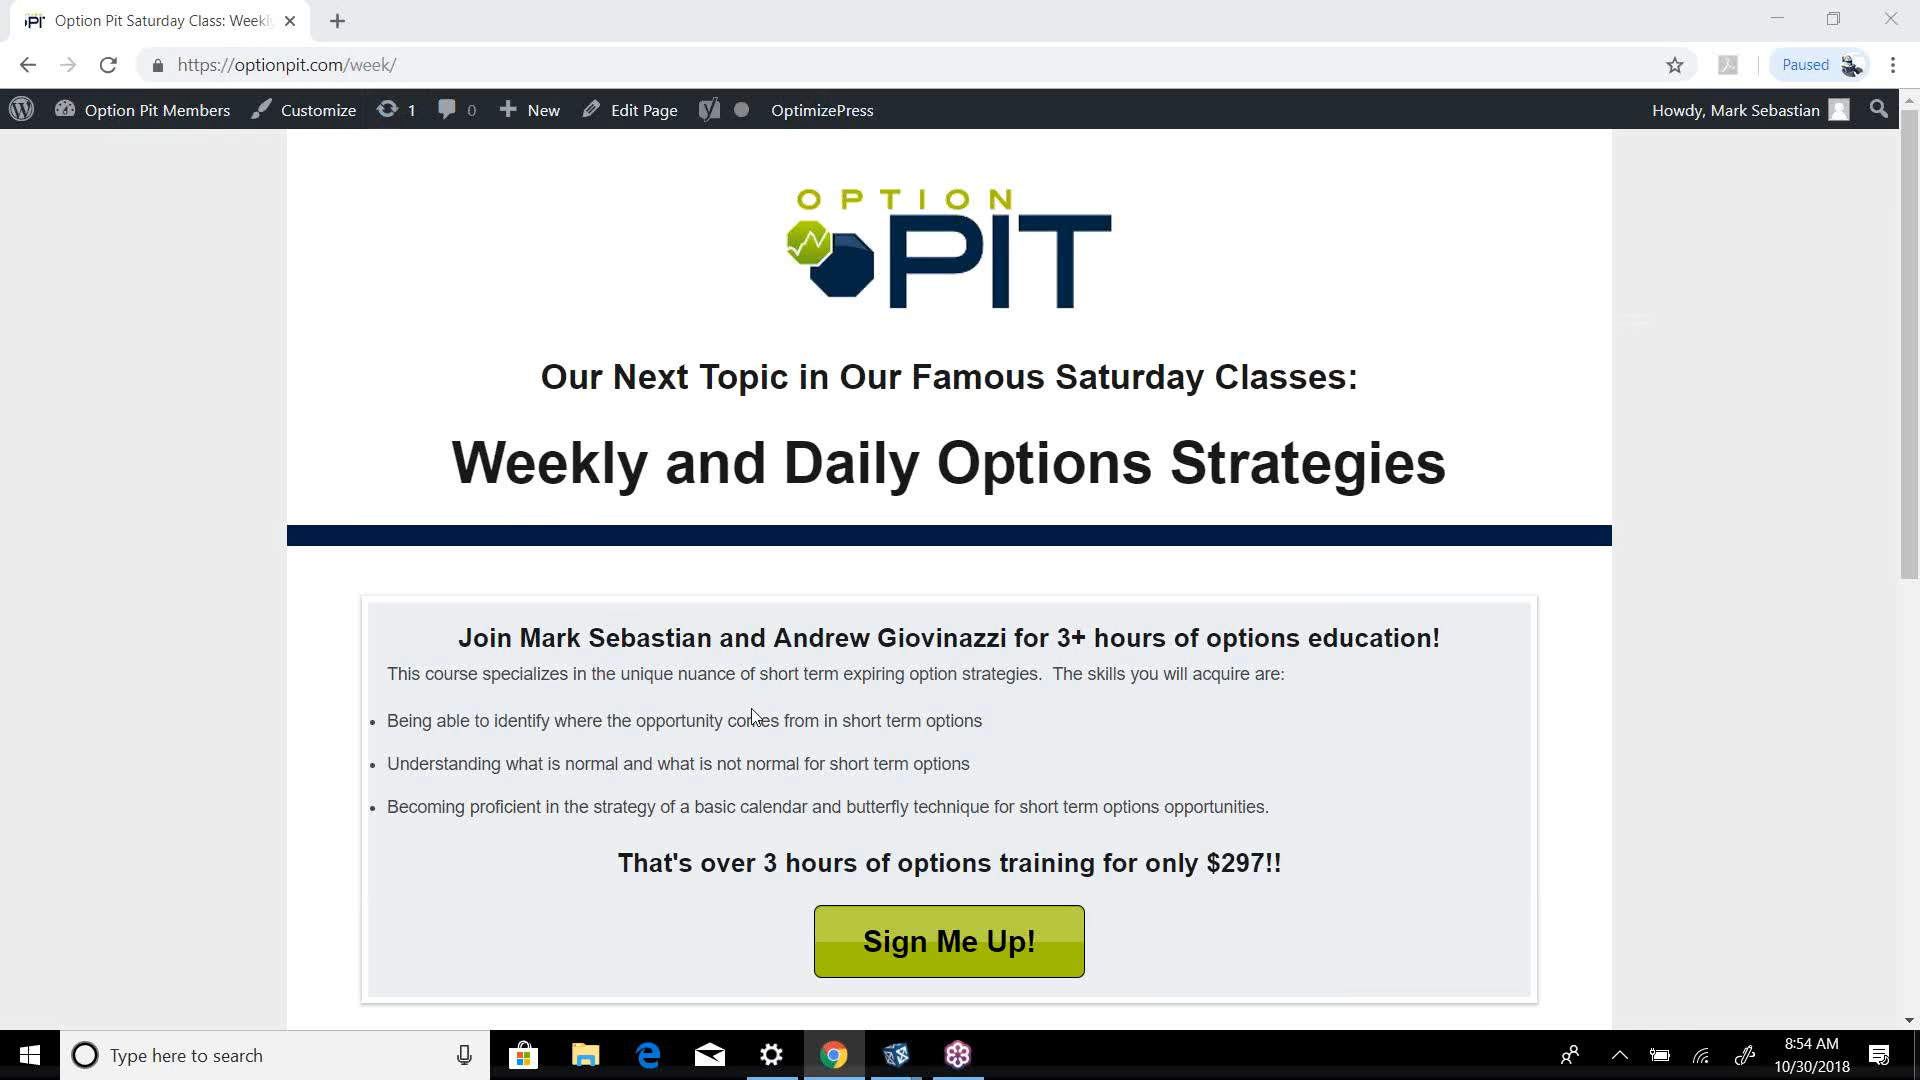 Option Pit Saturday Class: Weekl
https://optionpit.com/week/
Paused
Option Pit Members
Customize
1
0
New
Edit Page
OptimizePress
Howdy, Mark Sebastian
OPTION
PIT
Our Next Topic in Our Famous Saturday Classes:
Weekly and Daily Options Strategies
Join Mark Sebastian and Andrew Giovinazzi for 3+ hours of options education!
This course specializes in the unique nuance of short term expiring option strategies.  The skills you will acquire are:
Being able to identify where the opportunity comes from in short term options
Understanding what is normal and what is not normal for short term options
Becoming proficient in the strategy of a basic calendar and butterfly technique for short term options opportunities.
That's over 3 hours of options training for only $297!!
Sign Me Up!
Type here to search
8:54 AM
10/30/2018